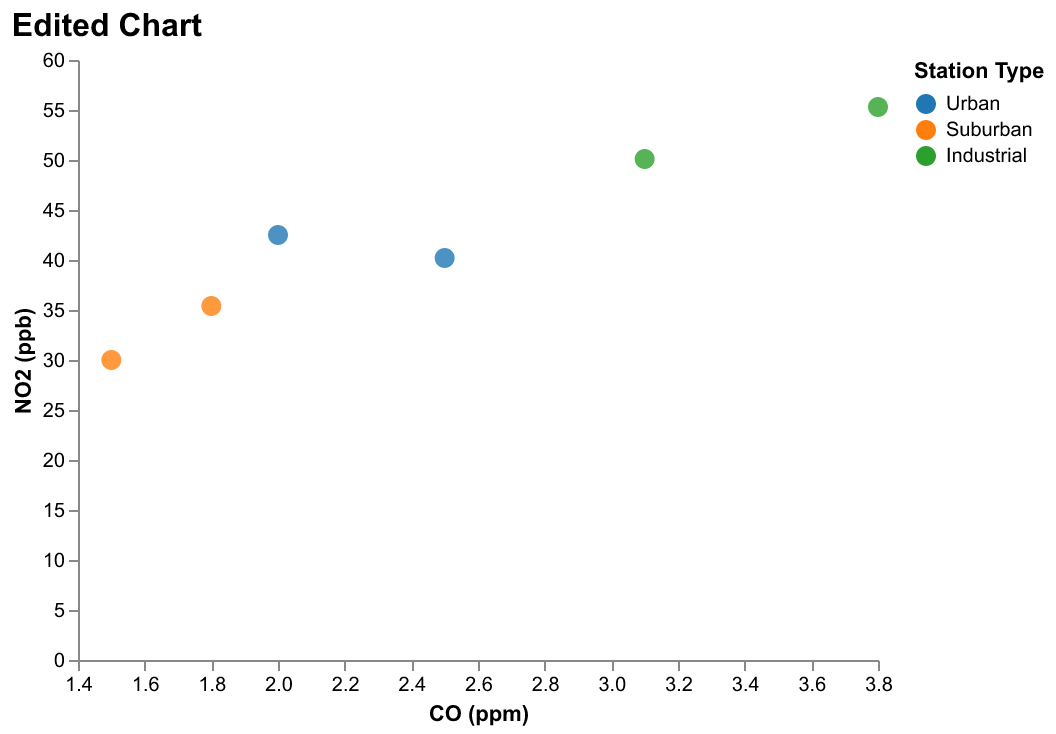 Edited Chart
60
55
50
45
40
35
30
25
20
15
10
5
0
NO2 (ppb)
1.4 1.6 1.8 2.0 2.2 2.4 2.6 2.8 3.0 3.2 3.4 3.6 3.8
CO (ppm)
Station Type
Urban
Suburban
Industrial